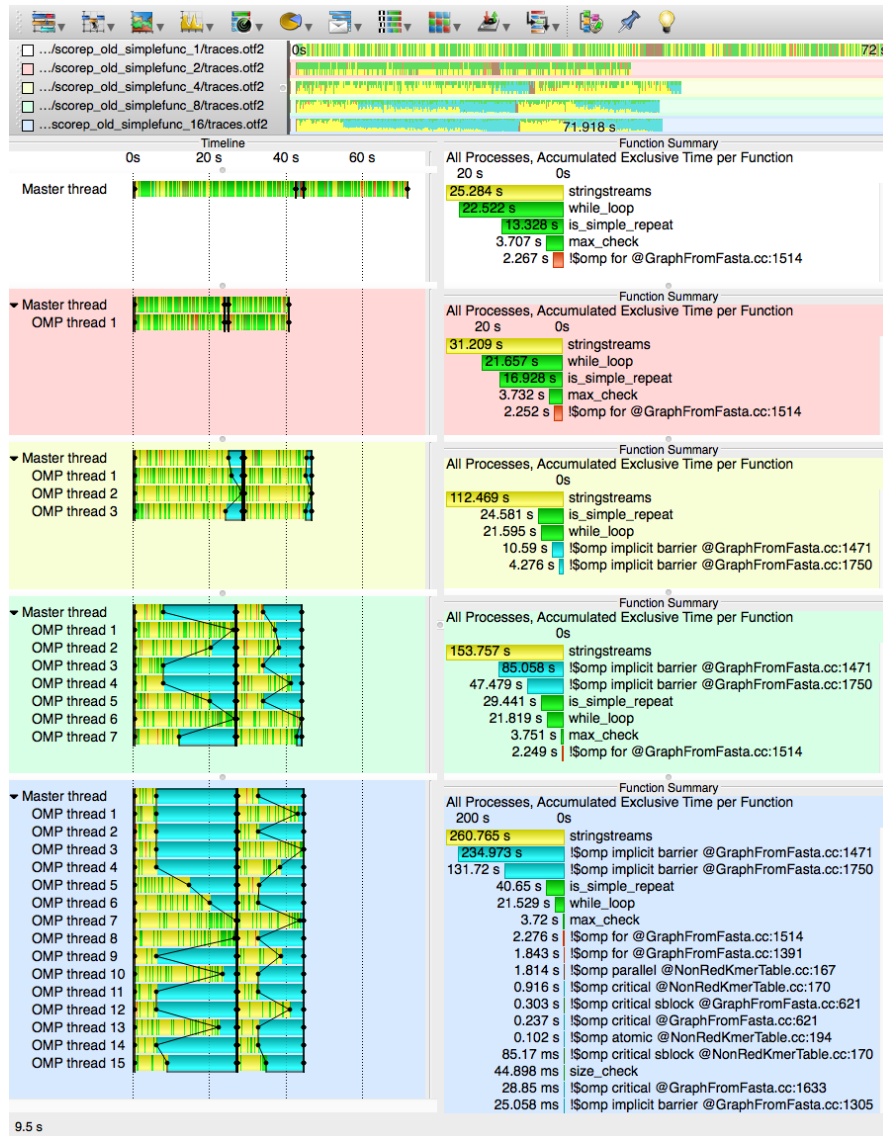 .../scorep_old_simplefunc_1/traces.otf2 0s 72 s
.../scorep_old_simplefunc_2/traces.otf2
.../scorep_old_simplefunc_4/traces.otf2
.../scorep_old_simplefunc_8/traces.otf2
...scorep_old_simplefunc_16/traces.otf2 71.918 s
Timeline
0s 20 s 40 s 60 s
Master thread
Function Summary
All Processes, Accumulated Exclusive Time per Function
20 s 0s
25.284 s stringstreams
22.522 s while_loop
13.328 s is_simple_repeat
3.707 s max_check
2.267 s !$omp for @GraphFromFasta.cc:1514
Master thread
OMP thread 1
Function Summary
All Processes, Accumulated Exclusive Time per Function
20 s 0s
31.209 s stringstreams
21.657 s while_loop
16.928 s is_simple_repeat
3.732 s max_check
2.252 s !$omp for @GraphFromFasta.cc:1514
Master thread
OMP thread 1
OMP thread 2
OMP thread 3
Function Summary
All Processes, Accumulated Exclusive Time per Function
0s
112.469 s stringstreams
24.581 s is_simple_repeat
21.595 s while_loop
10.59 s !$omp implicit barrier @GraphFromFasta.cc:1471
4.276 s !$omp implicit barrier @GraphFromFasta.cc:1750
Master thread
OMP thread 1
OMP thread 2
OMP thread 3
OMP thread 4
OMP thread 5
OMP thread 6
OMP thread 7
Function Summary
All Processes, Accumulated Exclusive Time per Function
0s
153.757 s stringstreams
85.058 s !$omp implicit barrier @GraphFromFasta.cc:1471
47.479 s !$omp implicit barrier @GraphFromFasta.cc:1750
29.441 s is_simple_repeat
21.819 s while_loop
3.751 s max_check
2.249 s !$omp for @GraphFromFasta.cc:1514
Master thread
OMP thread 1
OMP thread 2
OMP thread 3
OMP thread 4
OMP thread 5
OMP thread 6
OMP thread 7
OMP thread 8
OMP thread 9
OMP thread 10
OMP thread 11
OMP thread 12
OMP thread 13
OMP thread 14
OMP thread 15
Function Summary
All Processes, Accumulated Exclusive Time per Function
200 s 0s
260.765 s stringstreams
234.973 s !$omp implicit barrier @GraphFromFasta.cc:1471
131.72 s !$omp implicit barrier @GraphFromFasta.cc:1750
40.65 s is_simple_repeat
21.529 s while_loop
3.72 s max_check
2.276 s !$omp for @GraphFromFasta.cc:1514
1.843 s !$omp for @GraphFromFasta.cc:1391
1.814 s !$omp parallel @NonRedKmerTable.cc:167
0.916 s !$omp critical @NonRedKmerTable.cc:170
0.303 s !$omp critical sblock @GraphFromFasta.cc:621
0.237 s !$omp critical @GraphFromFasta.cc:621
0.102 s !$omp atomic @NonRedKmerTable.cc:194
85.17 ms !$omp critical sblock @NonRedKmerTable.cc:170
44.898 ms size_check
28.85 ms !$omp critical @GraphFromFasta.cc:1633
25.058 ms !$omp implicit barrier @GraphFromFasta.cc:1305
9.5 s